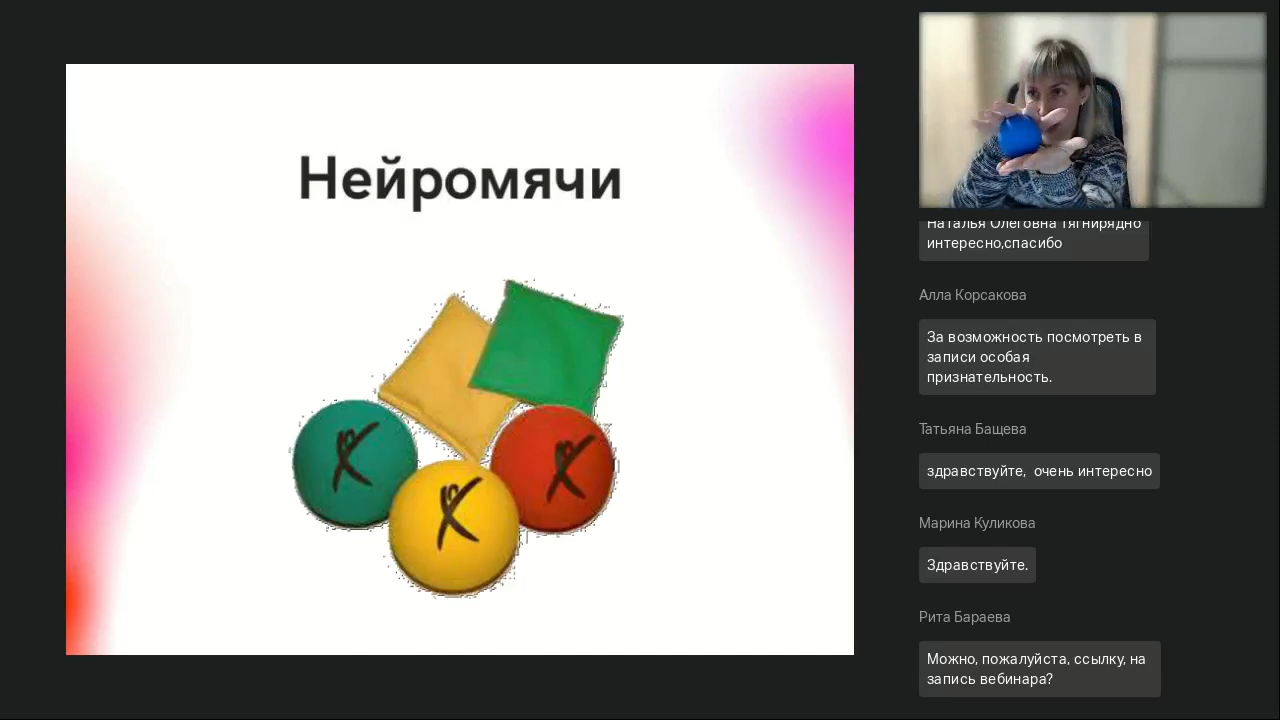 Нейромячи
Наталья Олеговна Тягнирядно
интересно,спасибо
Алла Корсакова
За возможность посмотреть в
записи особая
признательность.
Татьяна Бащева
здравствуйте, очень интересно
Марина Куликова
Здравствуйте.
Рита Бараева
Можно, пожалуйста, ссылку, на
запись вебинара?